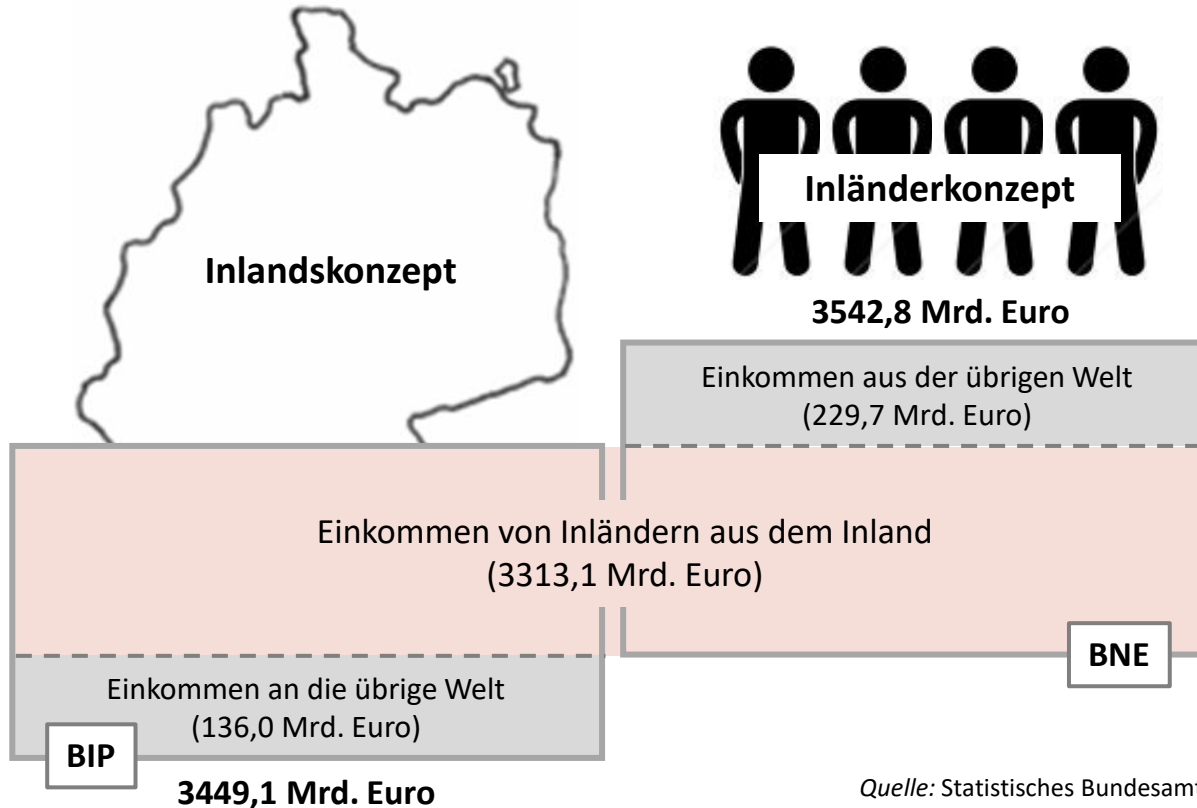 Inlandskonzept
Inländerkonzept
3542,8 Mrd. Euro
Einkommen aus der übrigen Welt
(229,7 Mrd. Euro)
Einkommen von Inländern aus dem Inland
(3313,1 Mrd. Euro)
BNE
Einkommen an die übrige Welt
(136,0 Mrd. Euro)
BIP
3449,1 Mrd. Euro
Quelle: Statistisches Bundesamt